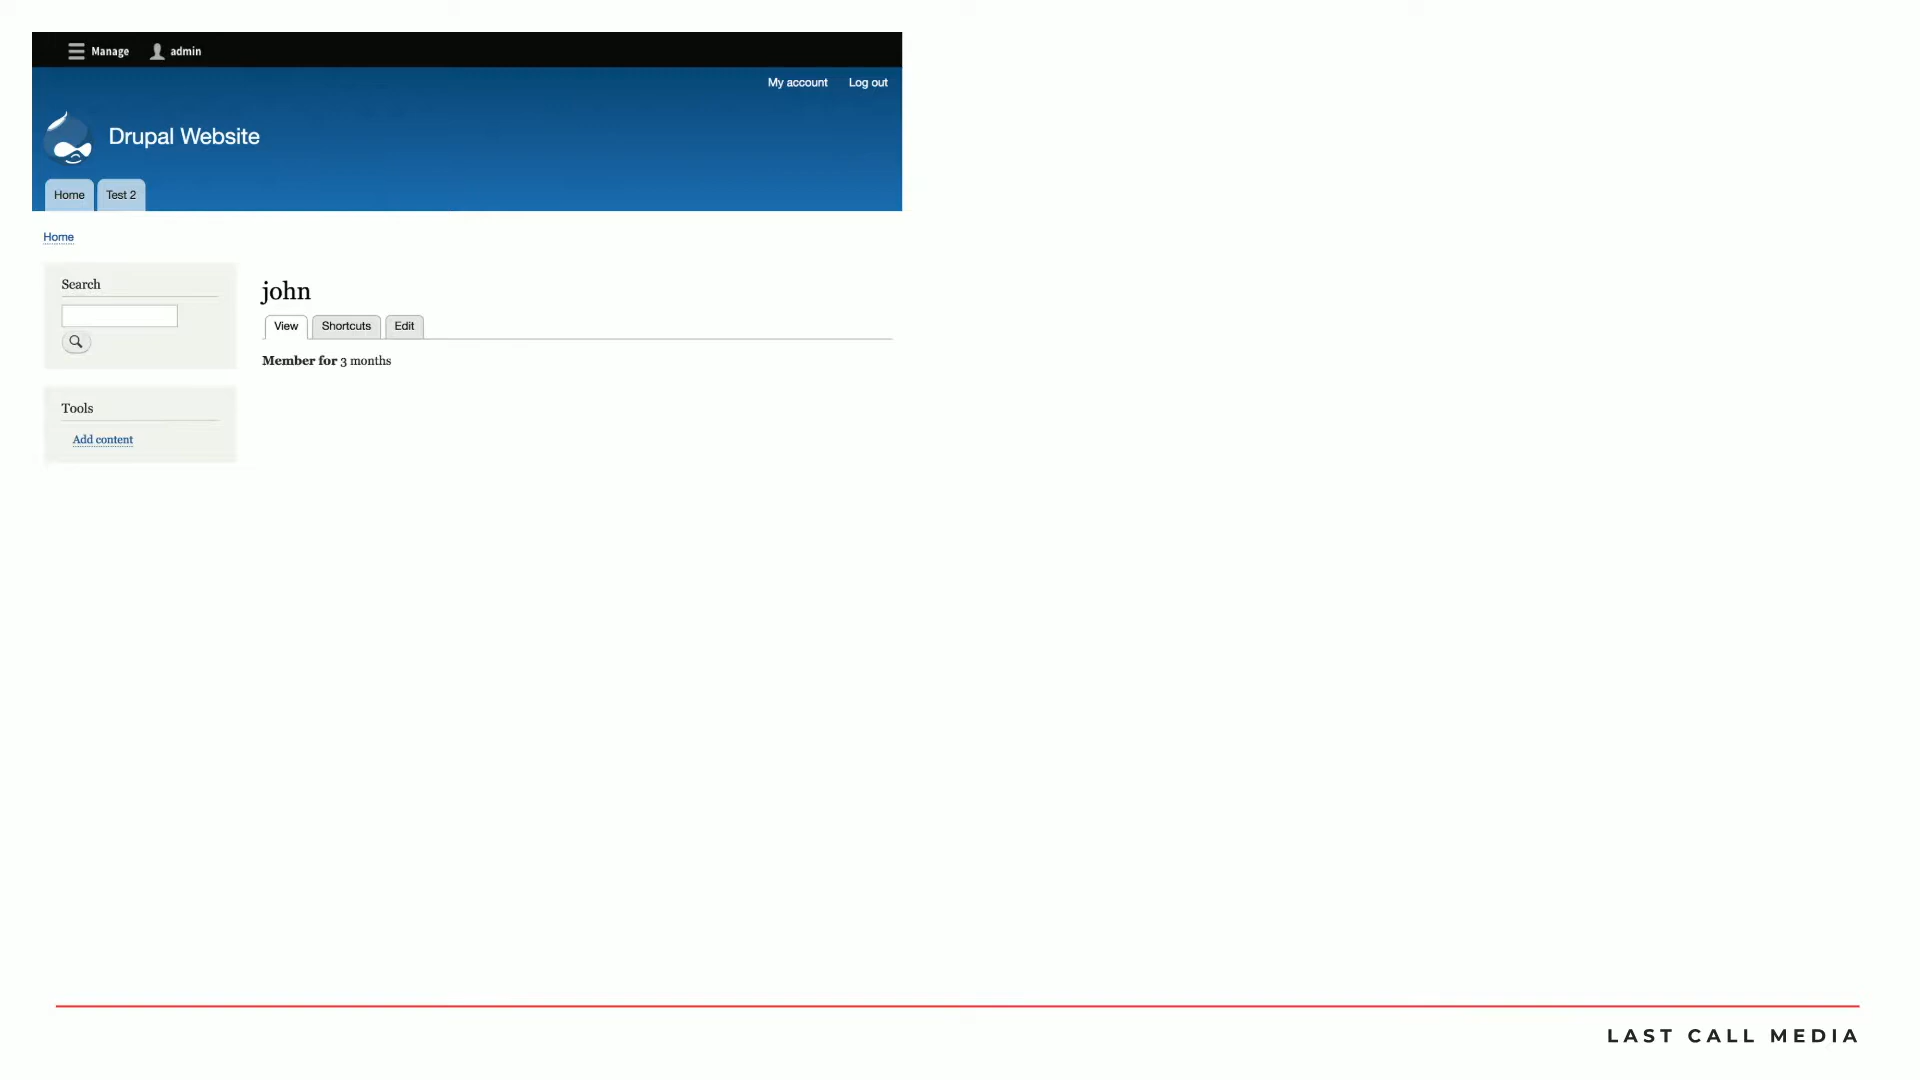 Manage admin
My account Log out
Drupal Website
Home Test 2
Home
Search
john
View Shortcuts Edit
Member for 3 months
Tools
Add content
LAST CALL MEDIA